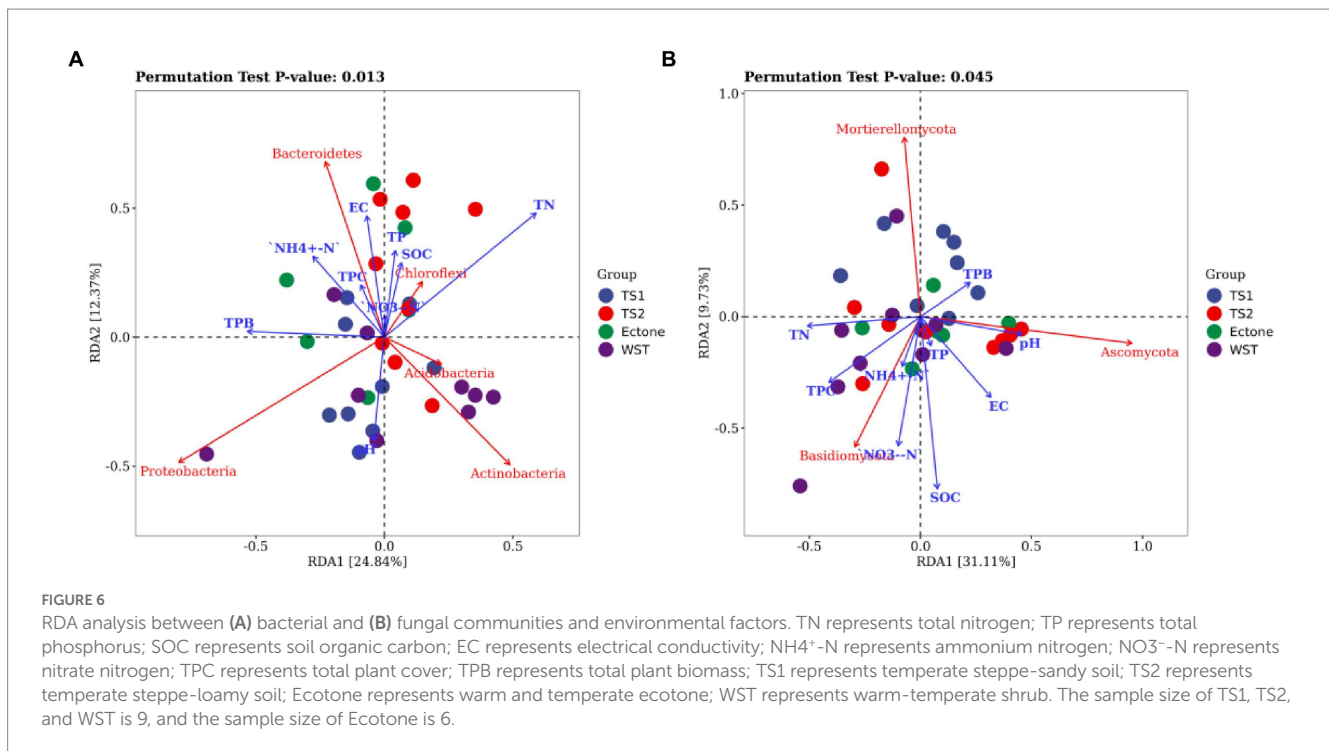 A
Permutation Test P-value: 0.013
Bacteroidetes
EC
TN
TP
`NH4+-N`
SOC
TPC
Chloroflexi
TPB
Acidobacteria
Proteobacteria
Actinobacteria
0.5
0.0
-0.5
-0.5
0.0
0.5
RDA1 [24.84%]
RDA2 [12.37%]
Group
TS1
TS2
Ectone
WST
B
Permutation Test P-value: 0.045
Mortierellomycota
TPB
TN
pH
Ascomycota
TP
TPC
EC
`NO3--N`
SOC
1.0
0.5
0.0
-0.5
-0.5
0.0
0.5
1.0
RDA1 [31.11%]
RDA2 [9.73%]
Group
TS1
TS2
Ectone
WST
FIGURE 6
RDA analysis between (A) bacterial and (B) fungal communities and environmental factors. TN represents total nitrogen; TP represents total
phosphorus; SOC represents soil organic carbon; EC represents electrical conductivity; NH4⁺-N represents ammonium nitrogen; NO3⁻-N represents
nitrate nitrogen; TPC represents total plant cover; TPB represents total plant biomass; TS1 represents temperate steppe-sandy soil; TS2 represents
temperate steppe-loamy soil; Ecotone represents warm and temperate ecotone; WST represents warm-temperate shrub. The sample size of TS1, TS2,
and WST is 9, and the sample size of Ecotone is 6.